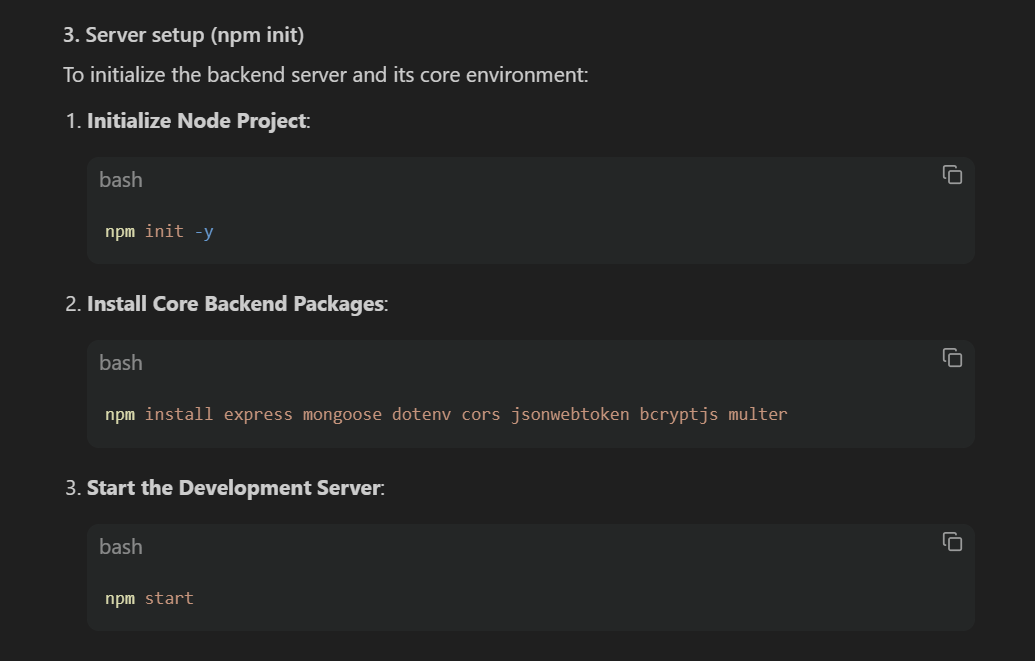 3. Server setup (npm init)
To initialize the backend server and its core environment:
1. Initialize Node Project:
bash
npm init -y
2. Install Core Backend Packages:
bash
npm install express mongoose dotenv cors jsonwebtoken bcryptjs multer
3. Start the Development Server:
bash
npm start